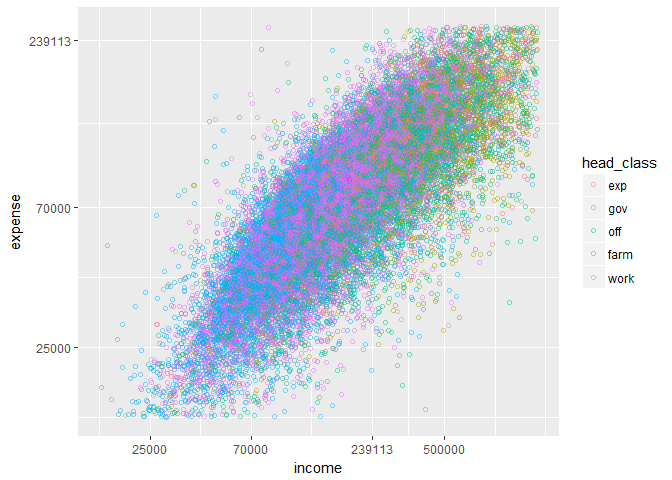 239113
70000
25000
expense
25000 70000 239113 500000
income
head_class
exp
gov
off
farm
work